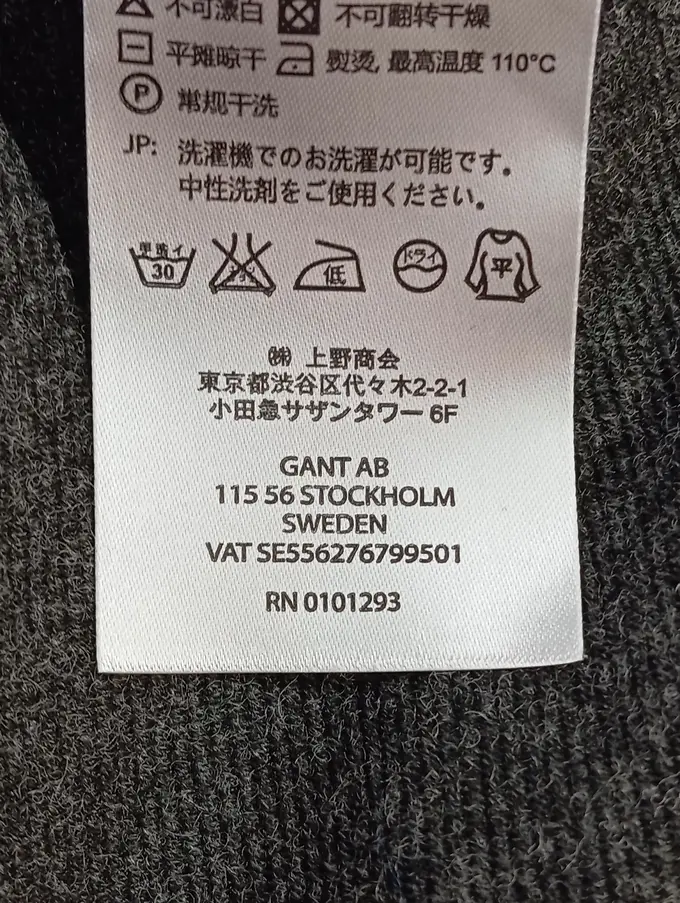 不可漂白 不可翻转干燥
平摊晾干 熨烫, 最高温度 110°C
P 常规干洗
JP: 洗濯機でのお洗濯が可能です。
中性洗剤をご使用ください。
30 低 ドライ 平
㈱ 上野商会
東京都渋谷区代々木2-2-1
小田急サザンタワー 6F
GANT AB
115 56 STOCKHOLM
SWEDEN
VAT SE556276799501
RN 0101293